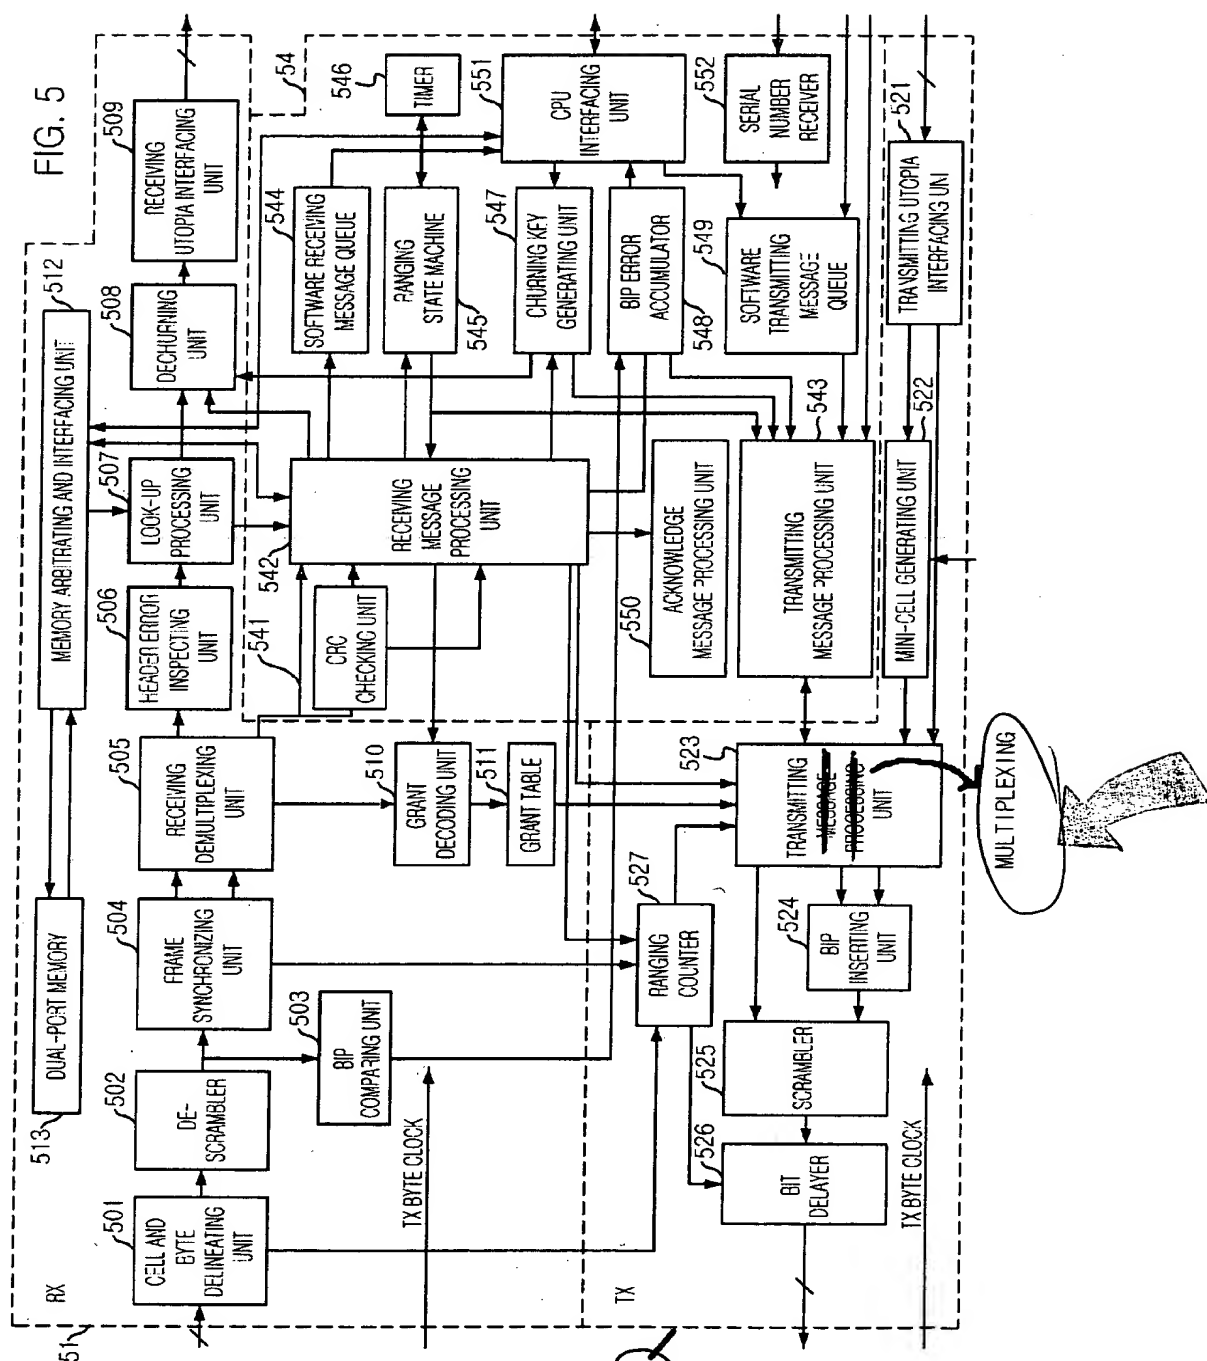 FIG. 5
51
RX
513
DUAL-PORT MEMORY
MEMORY ARBITRATING AND INTERFACING UNIT
512
501
CELL AND
BYTE
DELINEATING
UNIT
502
DE-
SCRAMBLER
504
FRAME
SYNCHRONIZING
UNIT
505
RECEIVING
DEMULTIPLEXING
UNIT
506
HEADER ERROR
INSPECTING
UNIT
507
LOOK-UP
PROCESSING
UNIT
508
DECHURNING
UNIT
509
RECEIVING
UTOPIA INTERFACING
UNIT
503
BIP
COMPARING UNIT
TX BYTE CLOCK
510
GRANT
DECODING UNIT
511
GRANT TABLE
54
541
CRC
CHECKING UNIT
542
RECEIVING
MESSAGE
PROCESSING
UNIT
544
SOFTWARE RECEIVING
MESSAGE QUEUE
545
RANGING
STATE MACHINE
546
TIMER
547
CHURNING KEY
GENERATING UNIT
548
BIP ERROR
ACCUMULATOR
551
CPU
INTERFACING
UNIT
549
SOFTWARE
TRANSMITTING
MESSAGE
QUEUE
552
SERIAL
NUMBER
RECEIVER
550
ACKNOWLEDGE
MESSAGE PROCESSING UNIT
543
TRANSMITTING
MESSAGE PROCESSING UNIT
TX
527
RANGING
COUNTER
526
BIT
DELAYER
525
SCRAMBLER
524
BIP
INSERTING
UNIT
523
TRANSMITTING
MESSAGE
PROCESSING
UNIT
522
MINI-CELL GENERATING UNIT
521
TRANSMITTING UTOPIA
INTERFACING UNI
TX BYTE CLOCK
MULTIPLEXING